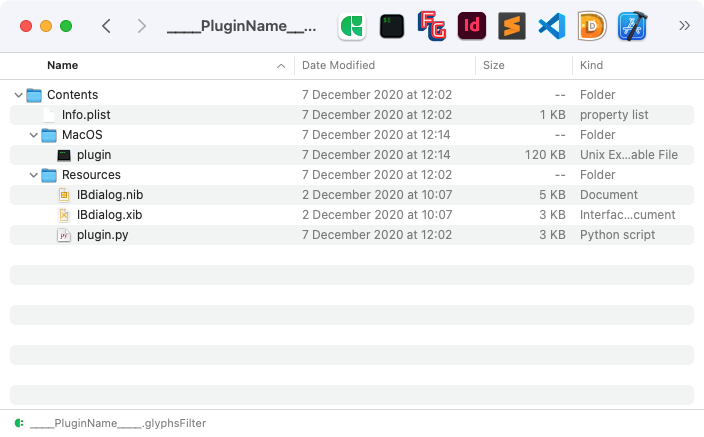 ____PluginName__...
Name Date Modified Size Kind
Contents 7 December 2020 at 12:02 -- Folder
Info.plist 7 December 2020 at 12:02 1 KB property list
MacOS 7 December 2020 at 12:14 -- Folder
plugin 7 December 2020 at 12:14 120 KB Unix Ex...able File
Resources 7 December 2020 at 12:02 -- Folder
IBdialog.nib 2 December 2020 at 10:07 5 KB Document
IBdialog.xib 2 December 2020 at 10:07 3 KB Interfac...cument
plugin.py 7 December 2020 at 12:02 3 KB Python script
____PluginName____.glyphsFilter